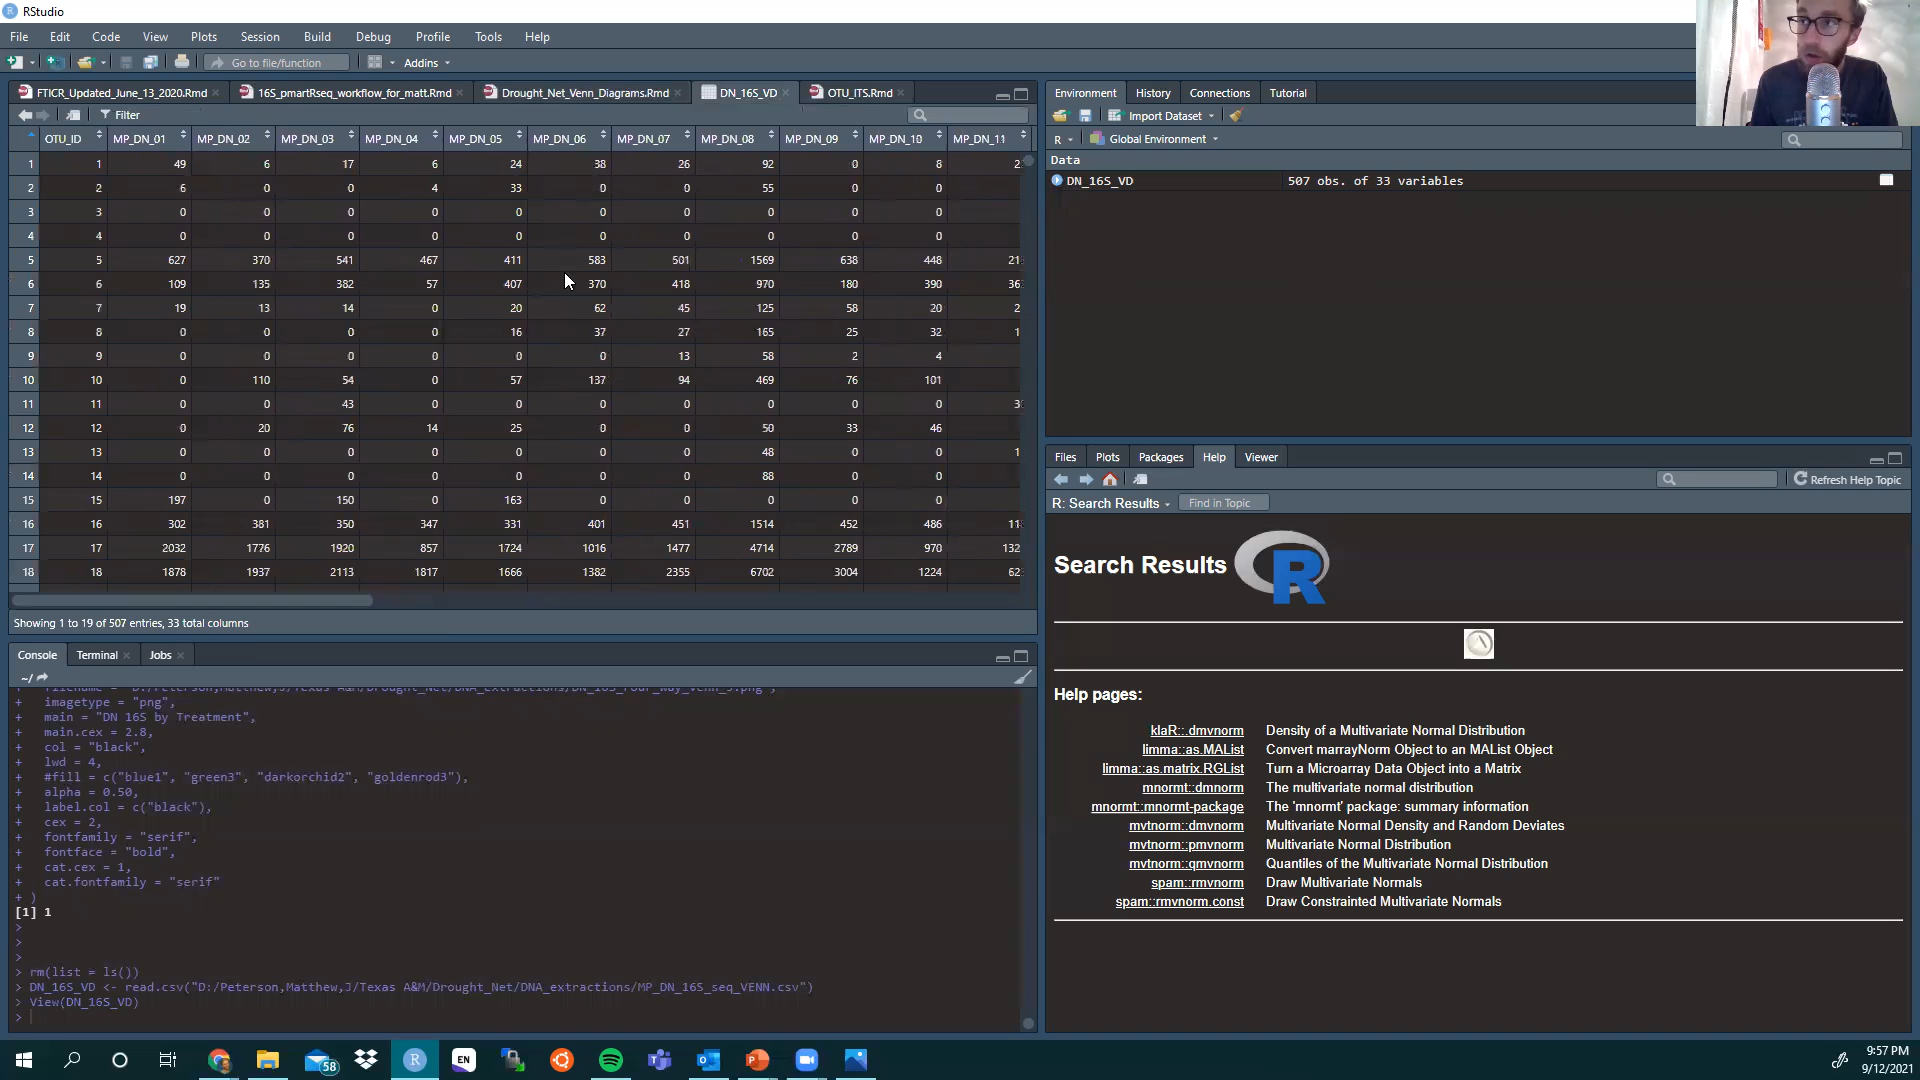 RStudio
File Edit Code View Plots Session Build Debug Profile Tools Help
Go to file/function Addins
FTICR_Updated_June_13_2020.Rmd 16S_pmartRseq_workflow_for_matt.Rmd Drought_Net_Venn_Diagrams.Rmd DN_16S_VD OTU_ITS.Rmd
Filter
OTU_ID MP_DN_01 MP_DN_02 MP_DN_03 MP_DN_04 MP_DN_05 MP_DN_06 MP_DN_07 MP_DN_08 MP_DN_09 MP_DN_10 MP_DN_11
1 1 49 6 17 6 24 38 26 92 0 8 2
2 2 6 0 0 4 33 0 0 55 0 0
3 3 0 0 0 0 0 0 0 0 0 0
4 4 0 0 0 0 0 0 0 0 0 0
5 5 627 370 541 467 411 583 501 1569 638 448 21
6 6 109 135 382 57 407 370 418 970 180 390 36
7 7 19 13 14 0 20 62 45 125 58 20 2
8 8 0 0 0 0 16 37 27 165 25 32 1
9 9 0 0 0 0 0 0 13 58 2 4
10 10 0 110 54 0 57 137 94 469 76 101
11 11 0 0 43 0 0 0 0 0 0 0 3
12 12 0 20 76 14 25 0 0 50 33 46
13 13 0 0 0 0 0 0 0 48 0 0 1
14 14 0 0 0 0 0 0 0 88 0 0
15 15 197 0 150 0 163 0 0 0 0 0
16 16 302 381 350 347 331 401 451 1514 452 486 11
17 17 2032 1776 1920 857 1724 1016 1477 4714 2789 970 132
18 18 1878 1937 2113 1817 1666 1382 2355 6702 3004 1224 62
Showing 1 to 19 of 507 entries, 33 total columns
Console Terminal Jobs
~/
+ filename = "D:/Peterson,Matthew,J/Texas A&M/Drought_Net/DNA_extractions/DN_16S_Four_Way_Venn_5.png",
+ imagetype = "png",
+ main = "DN 16S by Treatment",
+ main.cex = 2.8,
+ col = "black",
+ lwd = 4,
+ #fill = c("blue1", "green3", "darkorchid2", "goldenrod3"),
+ alpha = 0.50,
+ label.col = c("black"),
+ cex = 2,
+ fontfamily = "serif",
+ fontface = "bold",
+ cat.cex = 1,
+ cat.fontfamily = "serif"
+ )
[1] 1
>
>
>
> rm(list = ls())
> DN_16S_VD <- read.csv("D:/Peterson,Matthew,J/Texas A&M/Drought_Net/DNA_extractions/MP_DN_16S_seq_VENN.csv")
> View(DN_16S_VD)
>
Environment History Connections Tutorial
Import Dataset
R Global Environment
Data
DN_16S_VD 507 obs. of 33 variables
Files Plots Packages Help Viewer
Refresh Help Topic
R: Search Results Find in Topic
Search Results R
Help pages:
klaR::.dmvnorm Density of a Multivariate Normal Distribution
limma::as.MAList Convert marrayNorm Object to an MAList Object
limma::as.matrix.RGList Turn a Microarray Data Object into a Matrix
mnormt::dmnorm The multivariate normal distribution
mnormt::mnormt-package The 'mnormt' package: summary information
mvtnorm::dmvnorm Multivariate Normal Density and Random Deviates
mvtnorm::pmvnorm Multivariate Normal Distribution
mvtnorm::qmvnorm Quantiles of the Multivariate Normal Distribution
spam::rmvnorm Draw Multivariate Normals
spam::rmvnorm.const Draw Constrainted Multivariate Normals
58 R EN
9:57 PM
9/12/2021